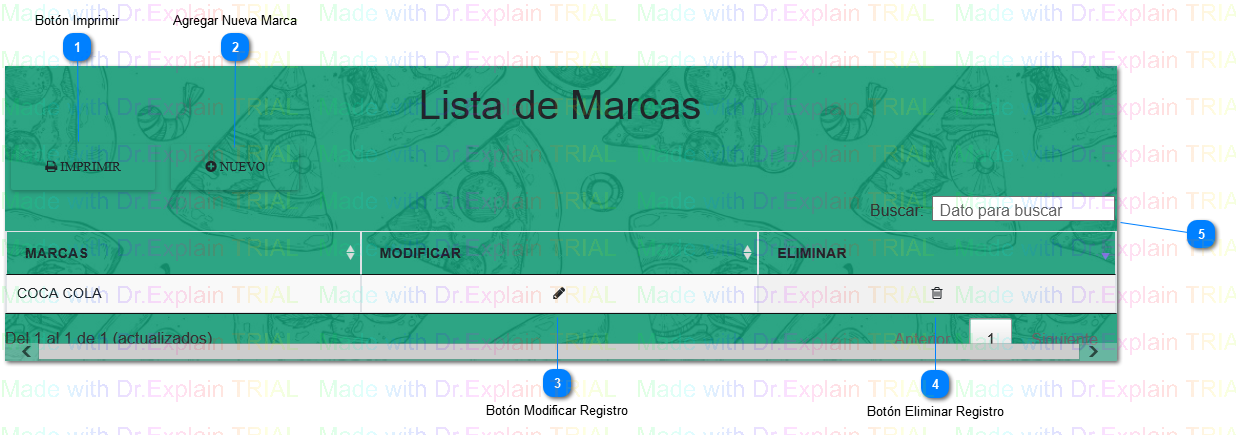 Botón Imprimir
Agregar Nueva Marca
1
2
Lista de Marcas
IMPRIMIR
NUEVO
Buscar: Dato para buscar
5
MARCAS MODIFICAR ELIMINAR
COCA COLA
Del 1 al 1 de 1 (actualizados)
Anterior 1 Siguiente
3
4
Botón Modificar Registro
Botón Eliminar Registro
Made with Dr.Explain TRIAL